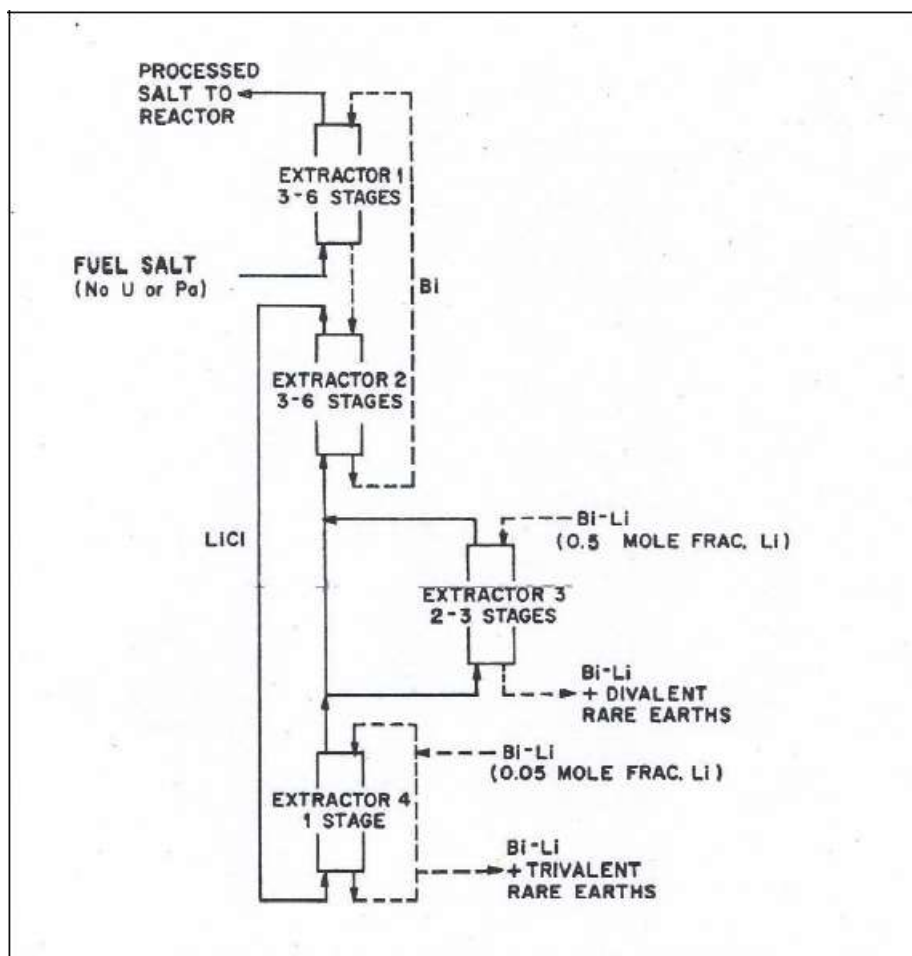 PROCESSED
SALT TO
REACTOR
EXTRACTOR 1
3-6 STAGES
FUEL SALT
(No U or Pa)
Bi
EXTRACTOR 2
3-6 STAGES
LiCl
Bi-Li
(0.5 MOLE FRAC. Li)
EXTRACTOR 3
2-3 STAGES
Bi-Li
+ DIVALENT
RARE EARTHS
Bi-Li
(0.05 MOLE FRAC. Li)
EXTRACTOR 4
1 STAGE
Bi-Li
+ TRIVALENT
RARE EARTHS